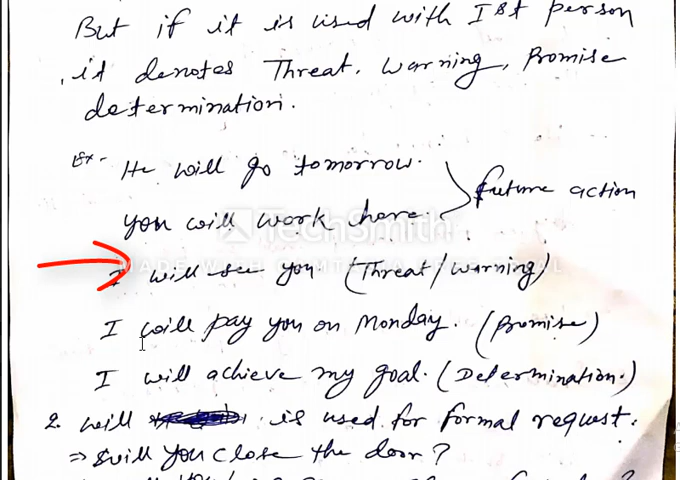 But if it is used with Ist person
, it denotes Threat, Warning, Promise
determination.
Ex- He will go tomorrow.
you will work here.
future action
TechSmith
I will see you (Threat/Warning)
I will pay you on Monday. (Promise)
I will achieve my goal. (Determination.)
2. will is used for formal request.
⇒ will you close the door?